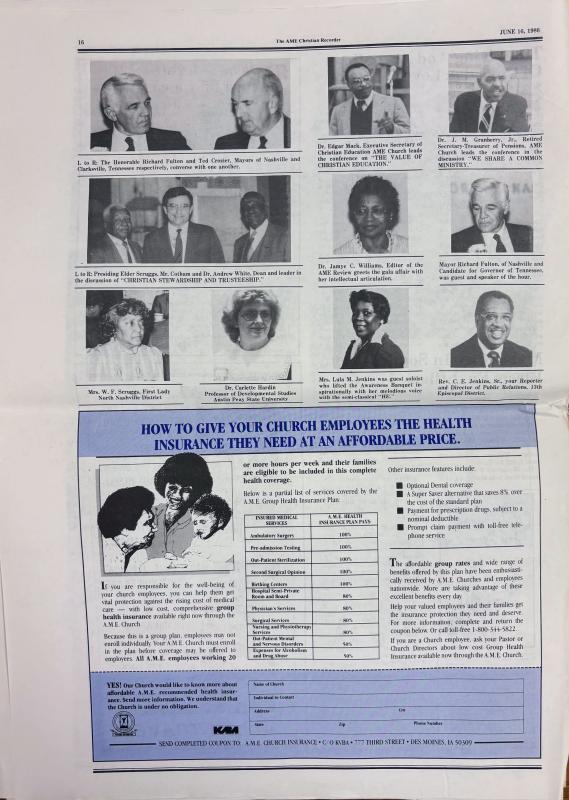 16
The AME Christian Recorder
JUNE 16, 1986
L to R: The Honorable Richard Fulton and Ted Crozier, Mayors of Nashville and
Clarksville, Tennessee respectively, converse with one another.
Dr. Edgar Mack, Executive Secretary of
Christian Education AME Church leads
the conference on "THE VALUE OF
CHRISTIAN EDUCATION."
Dr. J. M. Granberry, Jr., Retired
Secretary-Treasurer of Pensions, AME
Church leads the conference in the
discussion "WE SHARE A COMMON
MINISTRY."
L to R: Presiding Elder Scruggs, Mr. Cotham and Dr. Andrew White, Dean and leader in
the discussion of "CHRISTIAN STEWARDSHIP AND TRUSTEESHIP."
Dr. Jamye C. Williams, Editor of the
AME Review greets the gala affair with
her intellectual articulation.
Mayor Richard Fulton, of Nashville and
Candidate for Governor of Tennessee,
was guest and speaker of the hour.
Mrs. W. F. Scruggs, First Lady
North Nashville District
Dr. Carlette Hardin
Professor of Developmental Studies
Austin Peay State University
Mrs. Lula M. Jenkins was guest soloist
who lifted the Awareness Banquet in-
spirationally with her melodious voice
with the semi-classical "HE."
Rev. C. E. Jenkins, Sr., your Reporter
and Director of Public Relations, 13th
Episcopal District.
HOW TO GIVE YOUR CHURCH EMPLOYEES THE HEALTH
INSURANCE THEY NEED AT AN AFFORDABLE PRICE.
If you are responsible for the well-being of
your church employees, you can help them get
vital protection against the rising cost of medical
care — with low cost, comprehensive group
health insurance available right now through the
A.M.E. Church.
Because this is a group plan, employees may not
enroll individually. Your A.M.E. Church must enroll
in the plan before coverage may be offered to
employees. All A.M.E. employees working 20
or more hours per week and their families
are eligible to be included in this complete
health coverage.
Below is a partial list of services covered by the
A.M.E. Group Health Insurance Plan:
INSURED MEDICAL SERVICES A.M.E. HEALTH INSURANCE PLAN PAYS
Ambulatory Surgery 100%
Pre-admission Testing 100%
Out-Patient Sterilization 100%
Second Surgical Opinion 100%
Birthing Centers 100%
Hospital Semi-Private
Room and Board 80%
Physician's Services 80%
Surgical Services 80%
Nursing and Physiotherapy
Services 80%
Out-Patient Mental
and Nervous Disorders 50%
Expenses for Alcoholism
and Drug Abuse 50%
Other insurance features include:
Optional Dental coverage
A Super Saver alternative that saves 8% over
the cost of the standard plan
Payment for prescription drugs, subject to a
nominal deductible
Prompt claim payment with toll-free tele-
phone service
The affordable group rates and wide range of
benefits offered by this plan have been enthusiasti-
cally received by A.M.E. Churches and employees
nationwide. More are taking advantage of these
excellent benefits every day.
Help your valued employees and their families get
the insurance protection they need and deserve.
For more information, complete and return the
coupon below. Or call toll-free 1-800-544-5822.
If you are a Church employee, ask your Pastor or
Church Directors about low cost Group Health
Insurance available now through the A.M.E. Church.
YES! Our Church would like to know more about
affordable A.M.E. recommended health insur-
ance. Send more information. We understand that
the Church is under no obligation.
Name of Church
Individual to Contact
Address City
State Zip Phone Number
SEND COMPLETED COUPON TO: A.M.E. CHURCH INSURANCE • C/O KVBA • 777 THIRD STREET • DES MOINES, IA 50309